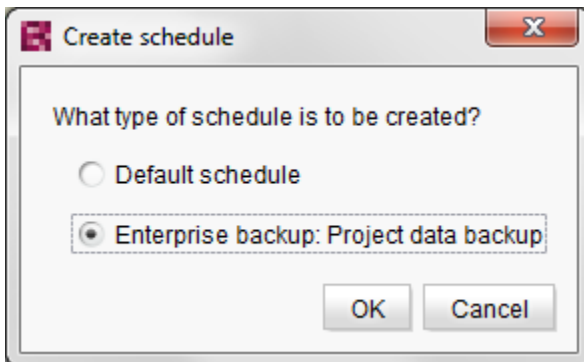 Create schedule
What type of schedule is to be created?
Default schedule
Enterprise backup: Project data backup
OK Cancel